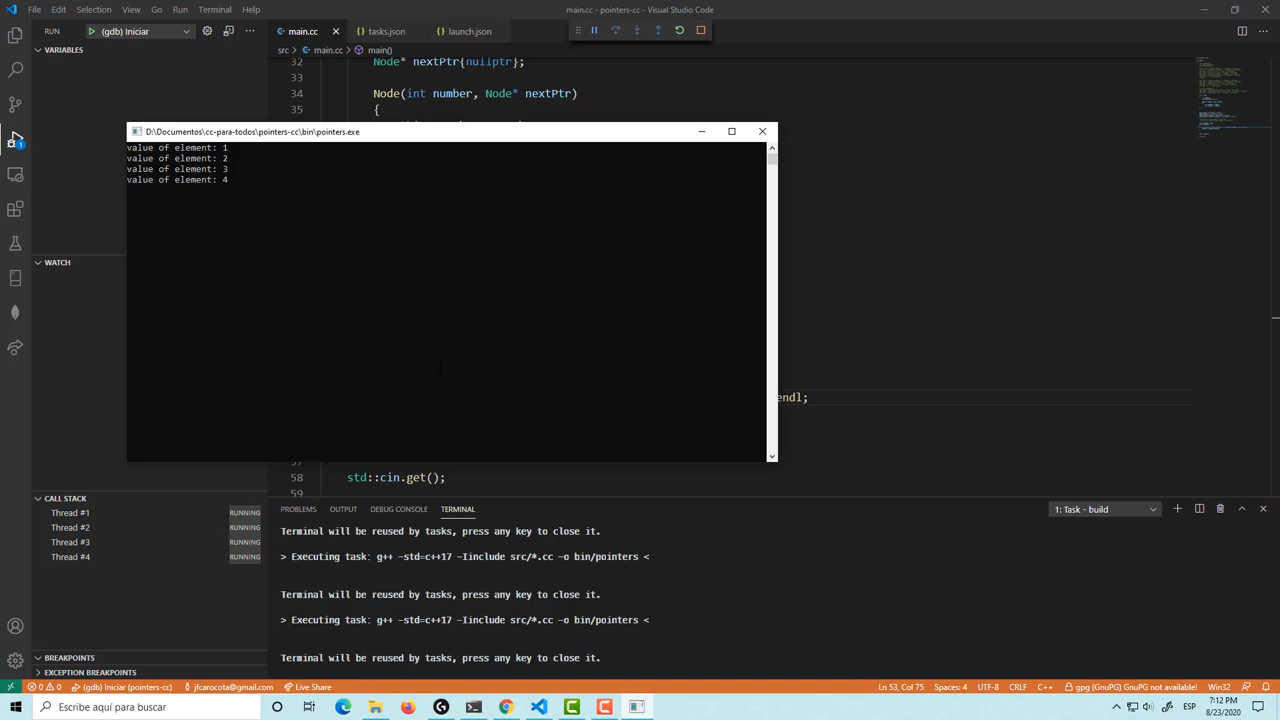 File Edit Selection View Go Run Terminal Help
main.cc - pointers-cc - Visual Studio Code
RUN (gdb) Iniciar
main.cc tasks.json launch.json
VARIABLES
src > main.cc > main()
32 Node* nextPtr{nullptr};
33
34 Node(int number, Node* nextPtr)
35 {
D:\Documentos\cc-para-todos\pointers-cc\bin\pointers.exe
value of element: 1
value of element: 2
value of element: 3
value of element: 4
WATCH
endl;
57
58 std::cin.get();
59
CALL STACK
Thread #1 RUNNING
Thread #2 RUNNING
Thread #3 RUNNING
Thread #4 RUNNING
PROBLEMS OUTPUT DEBUG CONSOLE TERMINAL
1: Task - build
Terminal will be reused by tasks, press any key to close it.
> Executing task: g++ -std=c++17 -Iinclude src/*.cc -o bin/pointers <
Terminal will be reused by tasks, press any key to close it.
> Executing task: g++ -std=c++17 -Iinclude src/*.cc -o bin/pointers <
Terminal will be reused by tasks, press any key to close it.
BREAKPOINTS
EXCEPTION BREAKPOINTS
0 0 (gdb) Iniciar (pointers-cc) jfcarocota@gmail.com Live Share
Ln 53, Col 75 Spaces: 4 UTF-8 CRLF C++ gpg (GnuPG) GnuPG not available! Win32
Escribe aquí para buscar
ESP
7:12 PM
8/23/2020